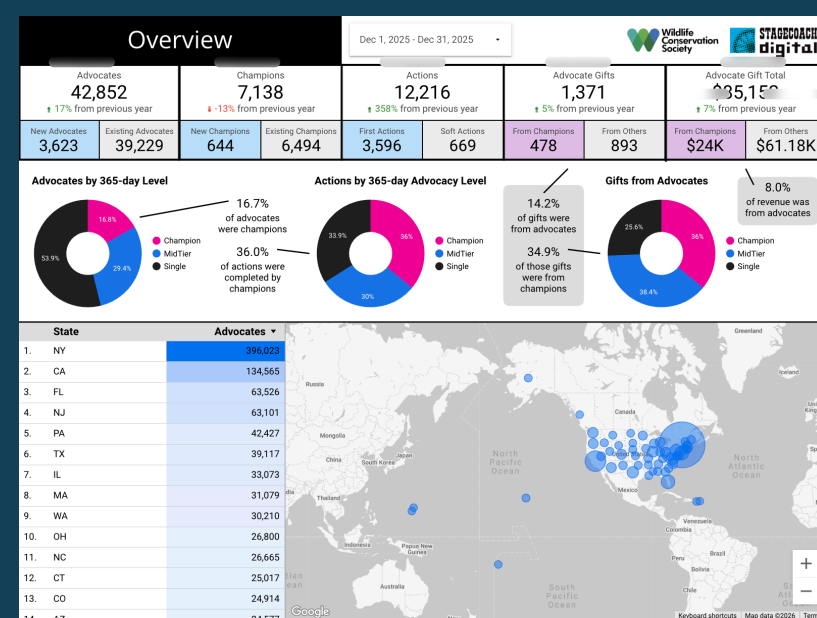 Overview
Dec 1, 2025 - Dec 31, 2025
Wildlife
Conservation
Society
STAGECOACH
digital
Advocates
42,852
17% from previous year
Champions
7,138
-13% from previous year
Actions
12,216
358% from previous year
Advocate Gifts
1,371
5% from previous year
Advocate Gift Total
7% from previous year
New Advocates
3,623
Existing Advocates
39,229
New Champions
644
Existing Champions
6,494
First Actions
3,596
Soft Actions
669
From Champions
478
From Others
893
From Champions
$24K
From Others
$61.18K
Advocates by 365-day Level
16.8%
29.4%
53.9%
Champion
MidTier
Single
16.7%
of advocates
were champions
36.0%
of actions were
completed by
champions
Actions by 365-day Advocacy Level
33.9%
36%
30%
Champion
MidTier
Single
14.2%
of gifts were
from advocates
34.9%
of those gifts
were from
champions
Gifts from Advocates
25.6%
36%
38.4%
Champion
MidTier
Single
8.0%
of revenue was
from advocates
State Advocates
1. NY 396,023
2. CA 134,565
3. FL 63,526
4. NJ 63,101
5. PA 42,427
6. TX 39,117
7. IL 33,073
8. MA 31,079
9. WA 30,210
10. OH 26,800
11. NC 26,665
12. CT 25,017
13. CO 24,914
Greenland
Iceland
Russia
Canada
Mongolia
United States
China
South Korea
Japan
North
Pacific
Ocean
North
Atlantic
Ocean
Mexico
Thailand
Venezuela
Colombia
Indonesia
Papua New
Guinea
Peru
Brazil
Bolivia
Australia
Chile
South
Pacific
Ocean
Google
Keyboard shortcuts
Map data ©2026